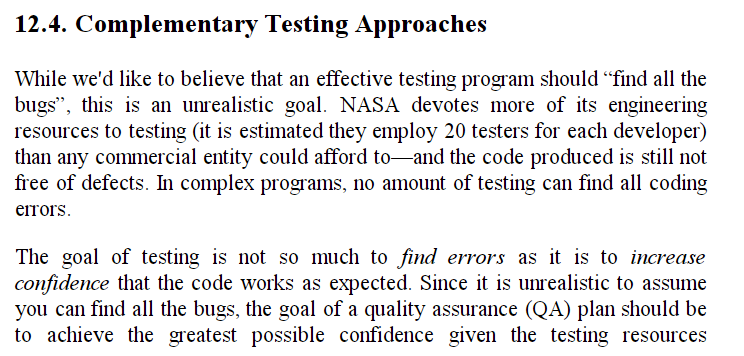 12.4. Complementary Testing Approaches
While we'd like to believe that an effective testing program should “find all the
bugs”, this is an unrealistic goal. NASA devotes more of its engineering
resources to testing (it is estimated they employ 20 testers for each developer)
than any commercial entity could afford to—and the code produced is still not
free of defects. In complex programs, no amount of testing can find all coding
errors.
The goal of testing is not so much to find errors as it is to increase
confidence that the code works as expected. Since it is unrealistic to assume
you can find all the bugs, the goal of a quality assurance (QA) plan should be
to achieve the greatest possible confidence given the testing resources